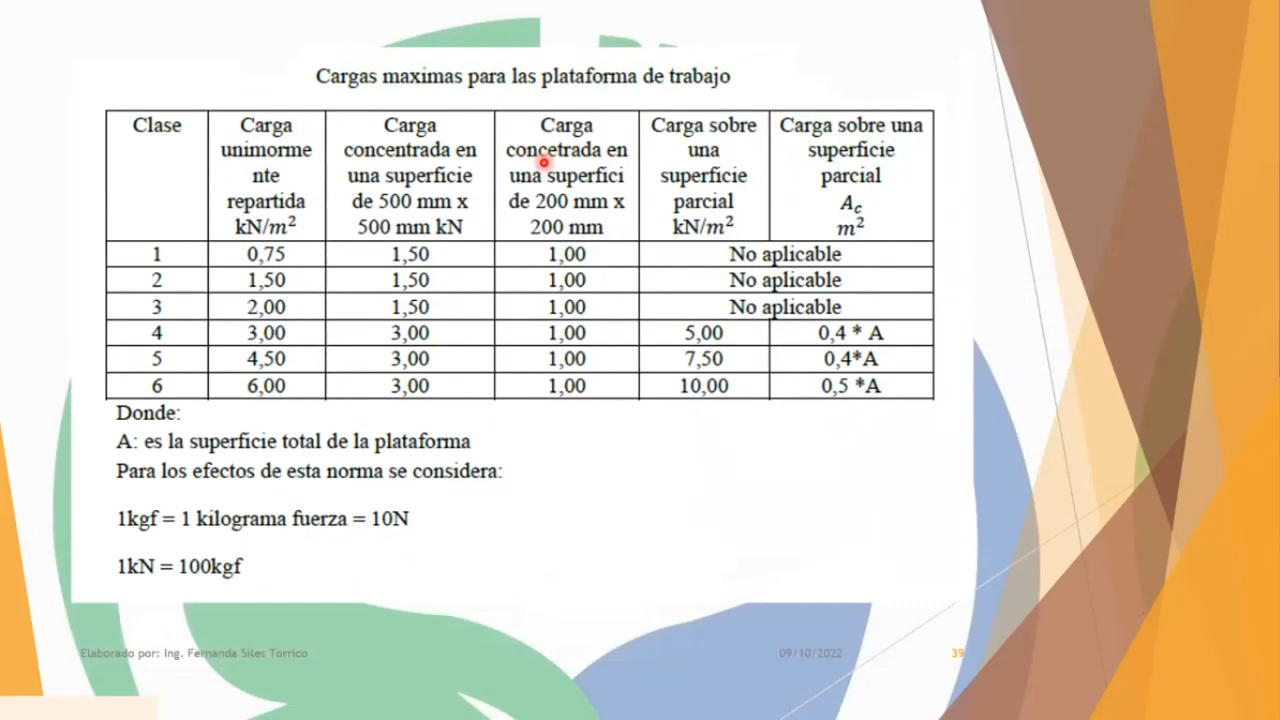 Cargas maximas para las plataforma de trabajo
Clase
Carga
unimorme
nte
repartida
kN/m²
Carga
concentrada en
una superficie
de 500 mm x
500 mm kN
Carga
concetrada en
una superfici
de 200 mm x
200 mm
Carga sobre
una
superficie
parcial
kN/m²
Carga sobre una
superficie
parcial
A_c
m²
1 0,75 1,50 1,00 No aplicable
2 1,50 1,50 1,00 No aplicable
3 2,00 1,50 1,00 No aplicable
4 3,00 3,00 1,00 5,00 0,4 * A
5 4,50 3,00 1,00 7,50 0,4*A
6 6,00 3,00 1,00 10,00 0,5 *A
Donde:
A: es la superficie total de la plataforma
Para los efectos de esta norma se considera:
1kgf = 1 kilograma fuerza = 10N
1kN = 100kgf
Elaborado por: Ing. Fernanda Siles Torrico 09/10/2022 39